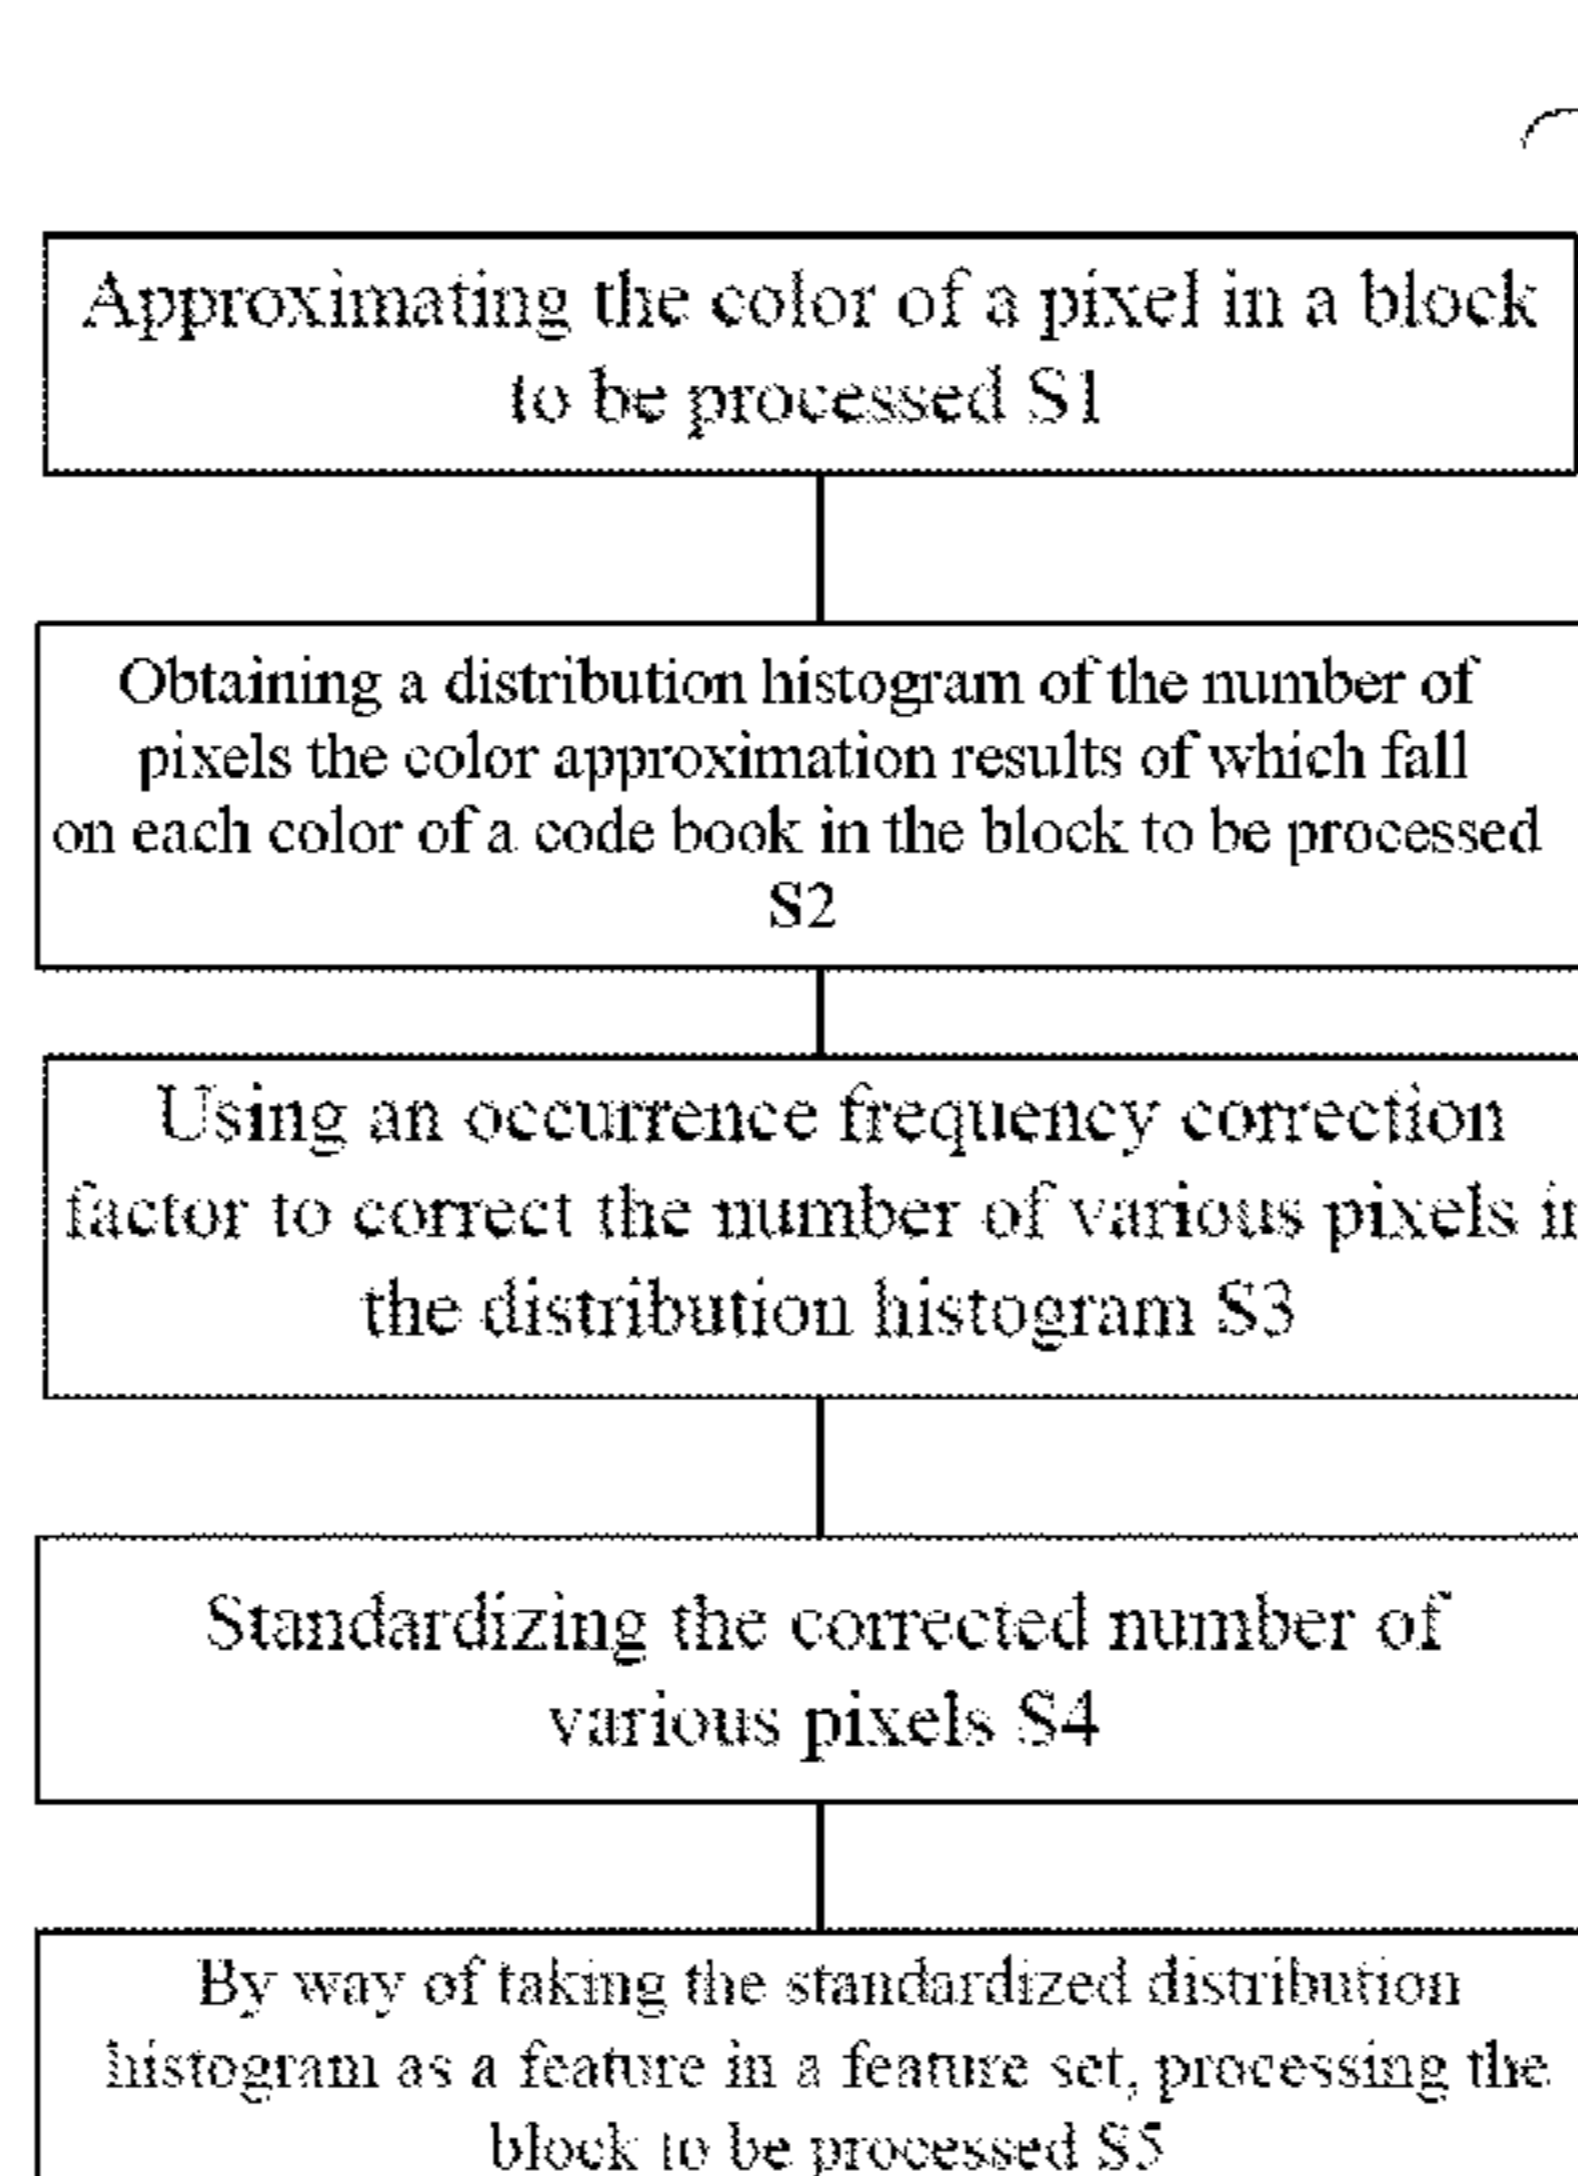 Approximating the color of a pixel in a block
to be processed S1
Obtaining a distribution histogram of the number of
pixels the color approximation results of which fall
on each color of a code book in the block to be processed
S2
Using an occurrence frequency correction
factor to correct the number of various pixels in
the distribution histogram S3
Standardizing the corrected number of
various pixels S4
By way of taking the standardized distribution
histogram as a feature in a feature set, processing the
block to be processed S5